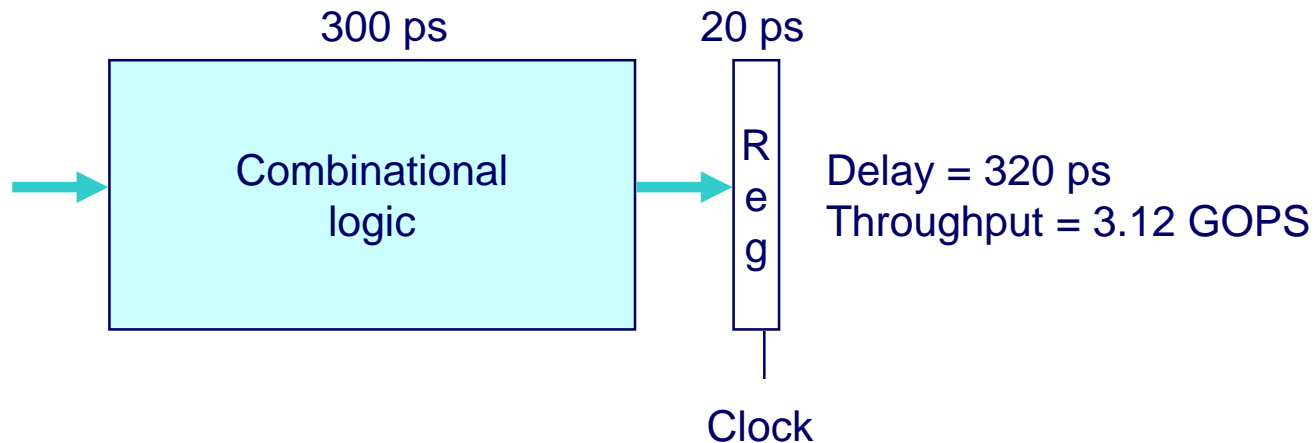 300 ps
20 ps
Combinational
logic
R
e
g
Delay = 320 ps
Throughput = 3.12 GOPS
Clock